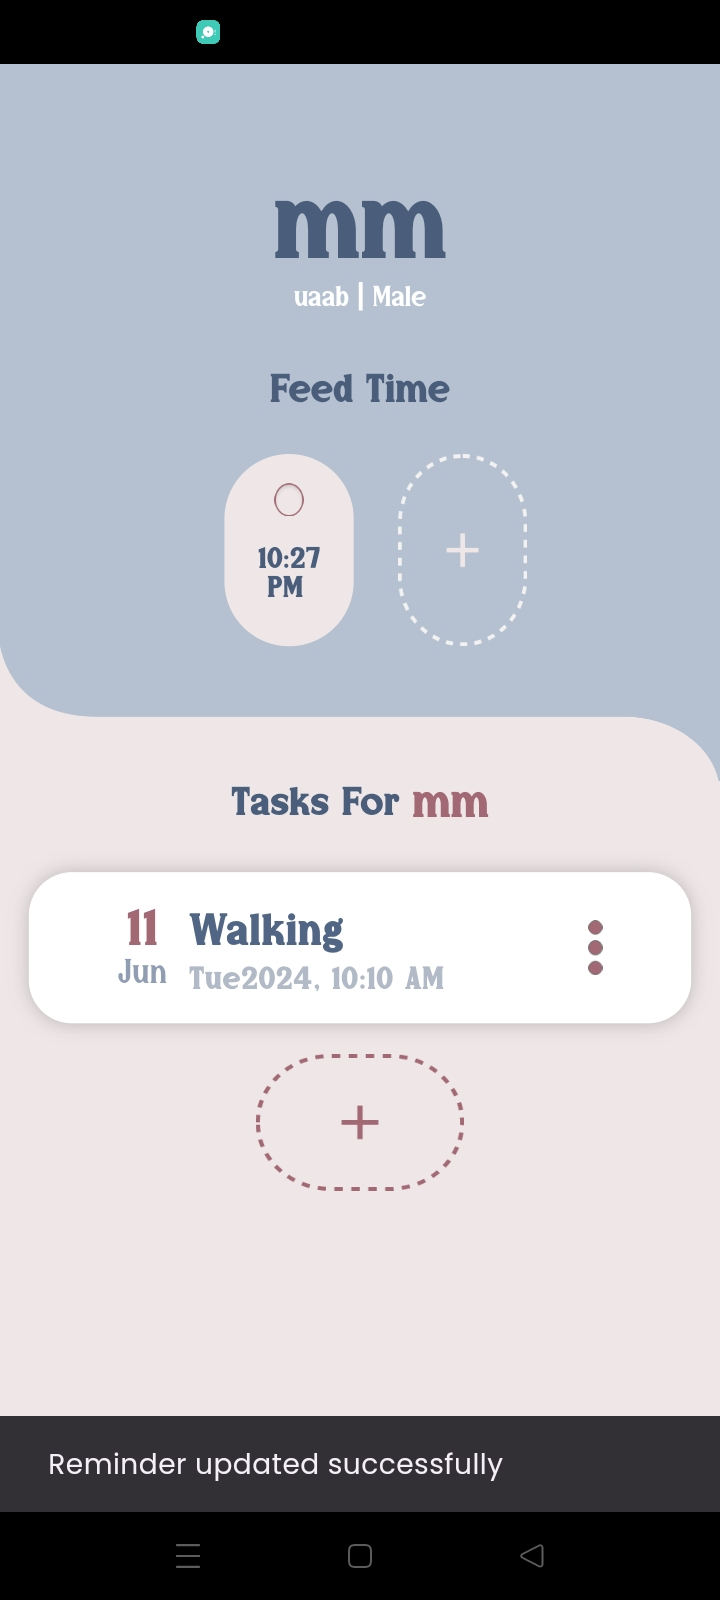 mm
uaab | Male
Feed Time
10:27
PM
Tasks For mm
11 Walking
Jun Tue2024, 10:10 AM
Reminder updated successfully